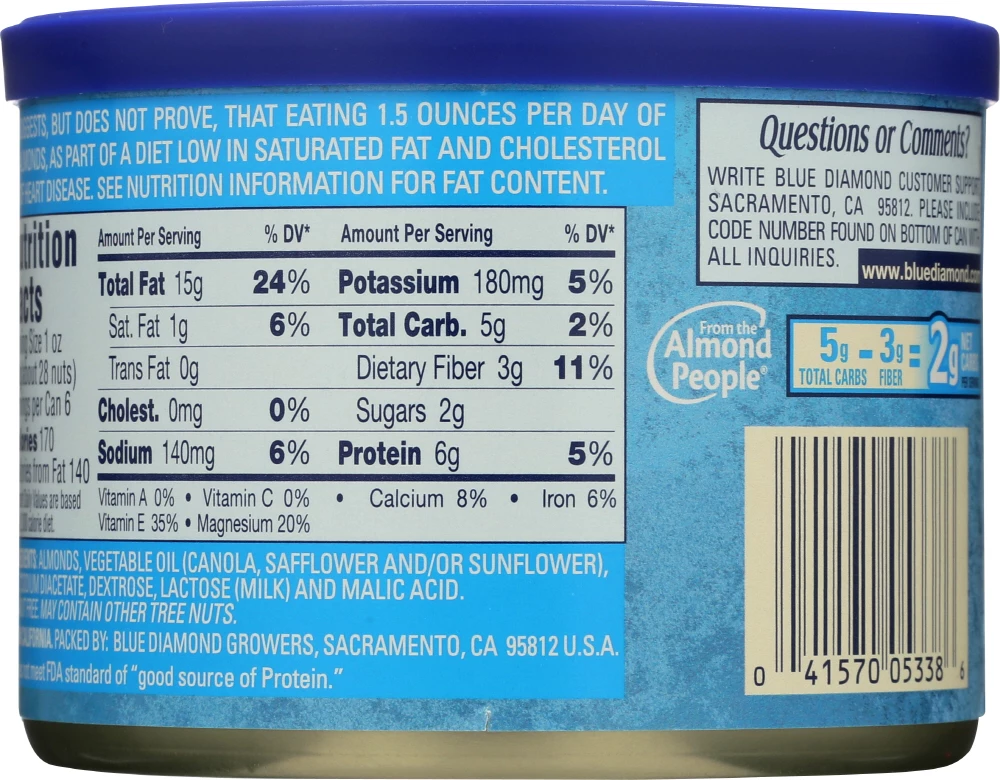 BUT DOES NOT PROVE, THAT EATING 1.5 OUNCES PER DAY OF
AS PART OF A DIET LOW IN SATURATED FAT AND CHOLESTEROL
HEART DISEASE. SEE NUTRITION INFORMATION FOR FAT CONTENT.
Amount Per Serving % DV* Amount Per Serving % DV*
Total Fat 15g 24% Potassium 180mg 5%
Sat. Fat 1g 6% Total Carb. 5g 2%
Trans Fat 0g Dietary Fiber 3g 11%
Cholest. 0mg 0% Sugars 2g
Sodium 140mg 6% Protein 6g 5%
Vitamin A 0% • Vitamin C 0% • Calcium 8% • Iron 6%
Vitamin E 35% • Magnesium 20%
Size 1 oz
28 nuts)
per Can 6
170
from Fat 140
Values are based
calorie diet.
ALMONDS, VEGETABLE OIL (CANOLA, SAFFLOWER AND/OR SUNFLOWER),
DIACETATE, DEXTROSE, LACTOSE (MILK) AND MALIC ACID.
MAY CONTAIN OTHER TREE NUTS.
CALIFORNIA. PACKED BY: BLUE DIAMOND GROWERS, SACRAMENTO, CA 95812 U.S.A.
meet FDA standard of "good source of Protein."
Questions or Comments?
WRITE BLUE DIAMOND CUSTOMER
SACRAMENTO, CA 95812. PLEASE INCLUDE
CODE NUMBER FOUND ON BOTTOM OF CAN WITH
ALL INQUIRIES.
www.bluediamond.com
From the
Almond
People®
5g - 3g = 2g NET CARBS
TOTAL CARBS FIBER
0 41570 05338 6